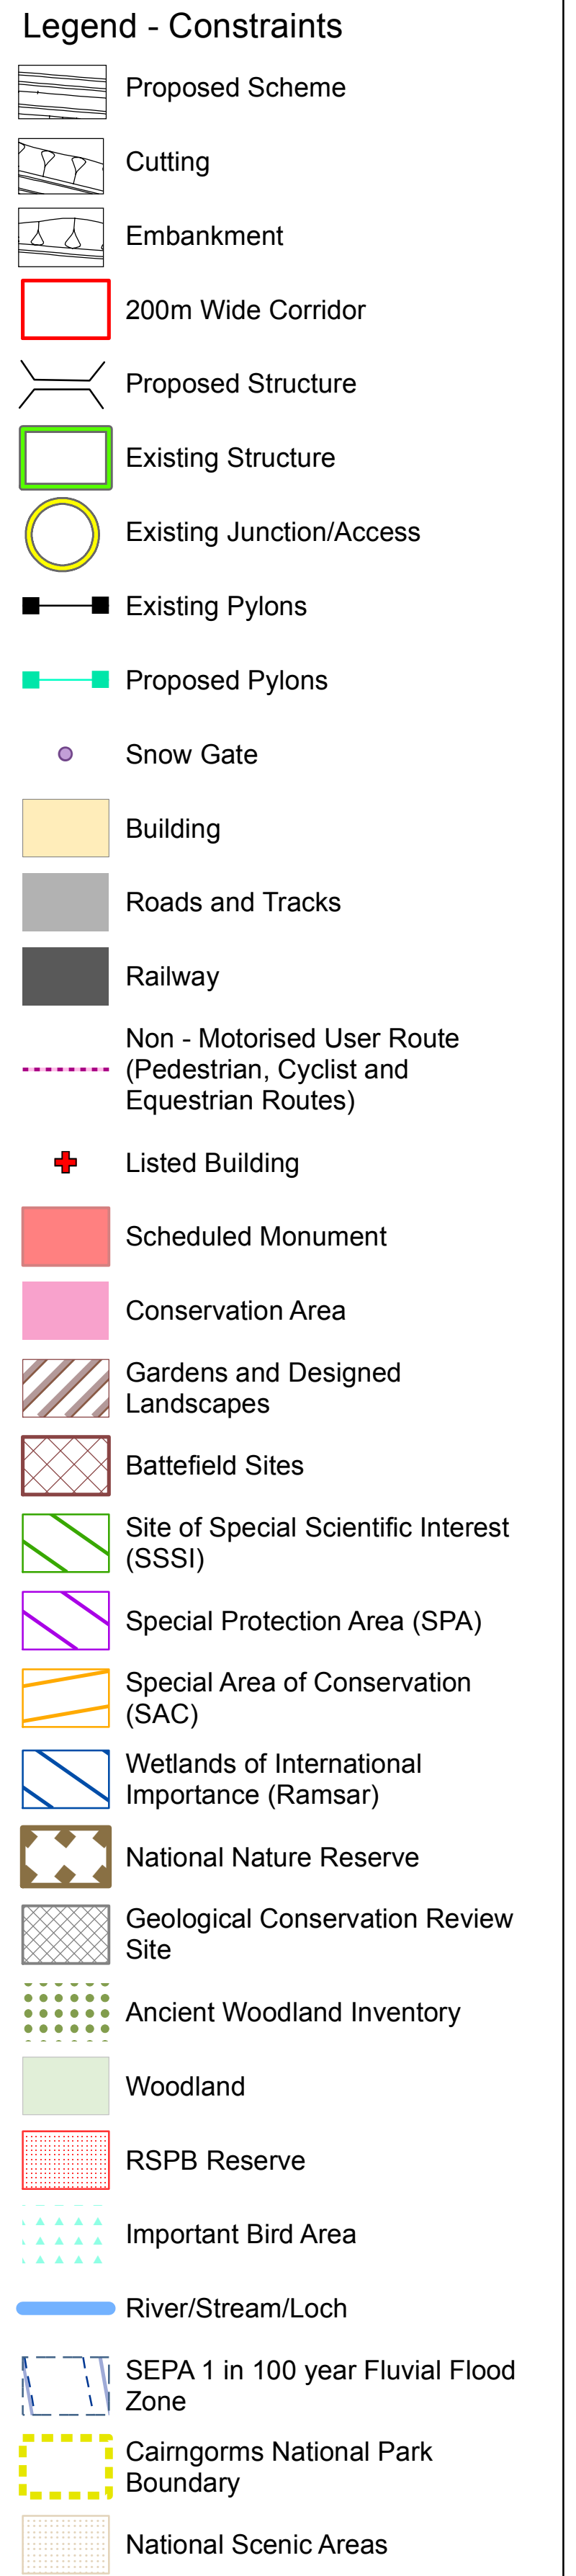 Legend - Constraints
Proposed Scheme
Cutting
Embankment
200m Wide Corridor
Proposed Structure
Existing Structure
Existing Junction/Access
Existing Pylons
Proposed Pylons
Snow Gate
Building
Roads and Tracks
Railway
Non - Motorised User Route
(Pedestrian, Cyclist and
Equestrian Routes)
Listed Building
Scheduled Monument
Conservation Area
Gardens and Designed
Landscapes
Battefield Sites
Site of Special Scientific Interest
(SSSI)
Special Protection Area (SPA)
Special Area of Conservation
(SAC)
Wetlands of International
Importance (Ramsar)
National Nature Reserve
Geological Conservation Review
Site
Ancient Woodland Inventory
Woodland
RSPB Reserve
Important Bird Area
River/Stream/Loch
SEPA 1 in 100 year Fluvial Flood
Zone
Cairngorms National Park
Boundary
National Scenic Areas